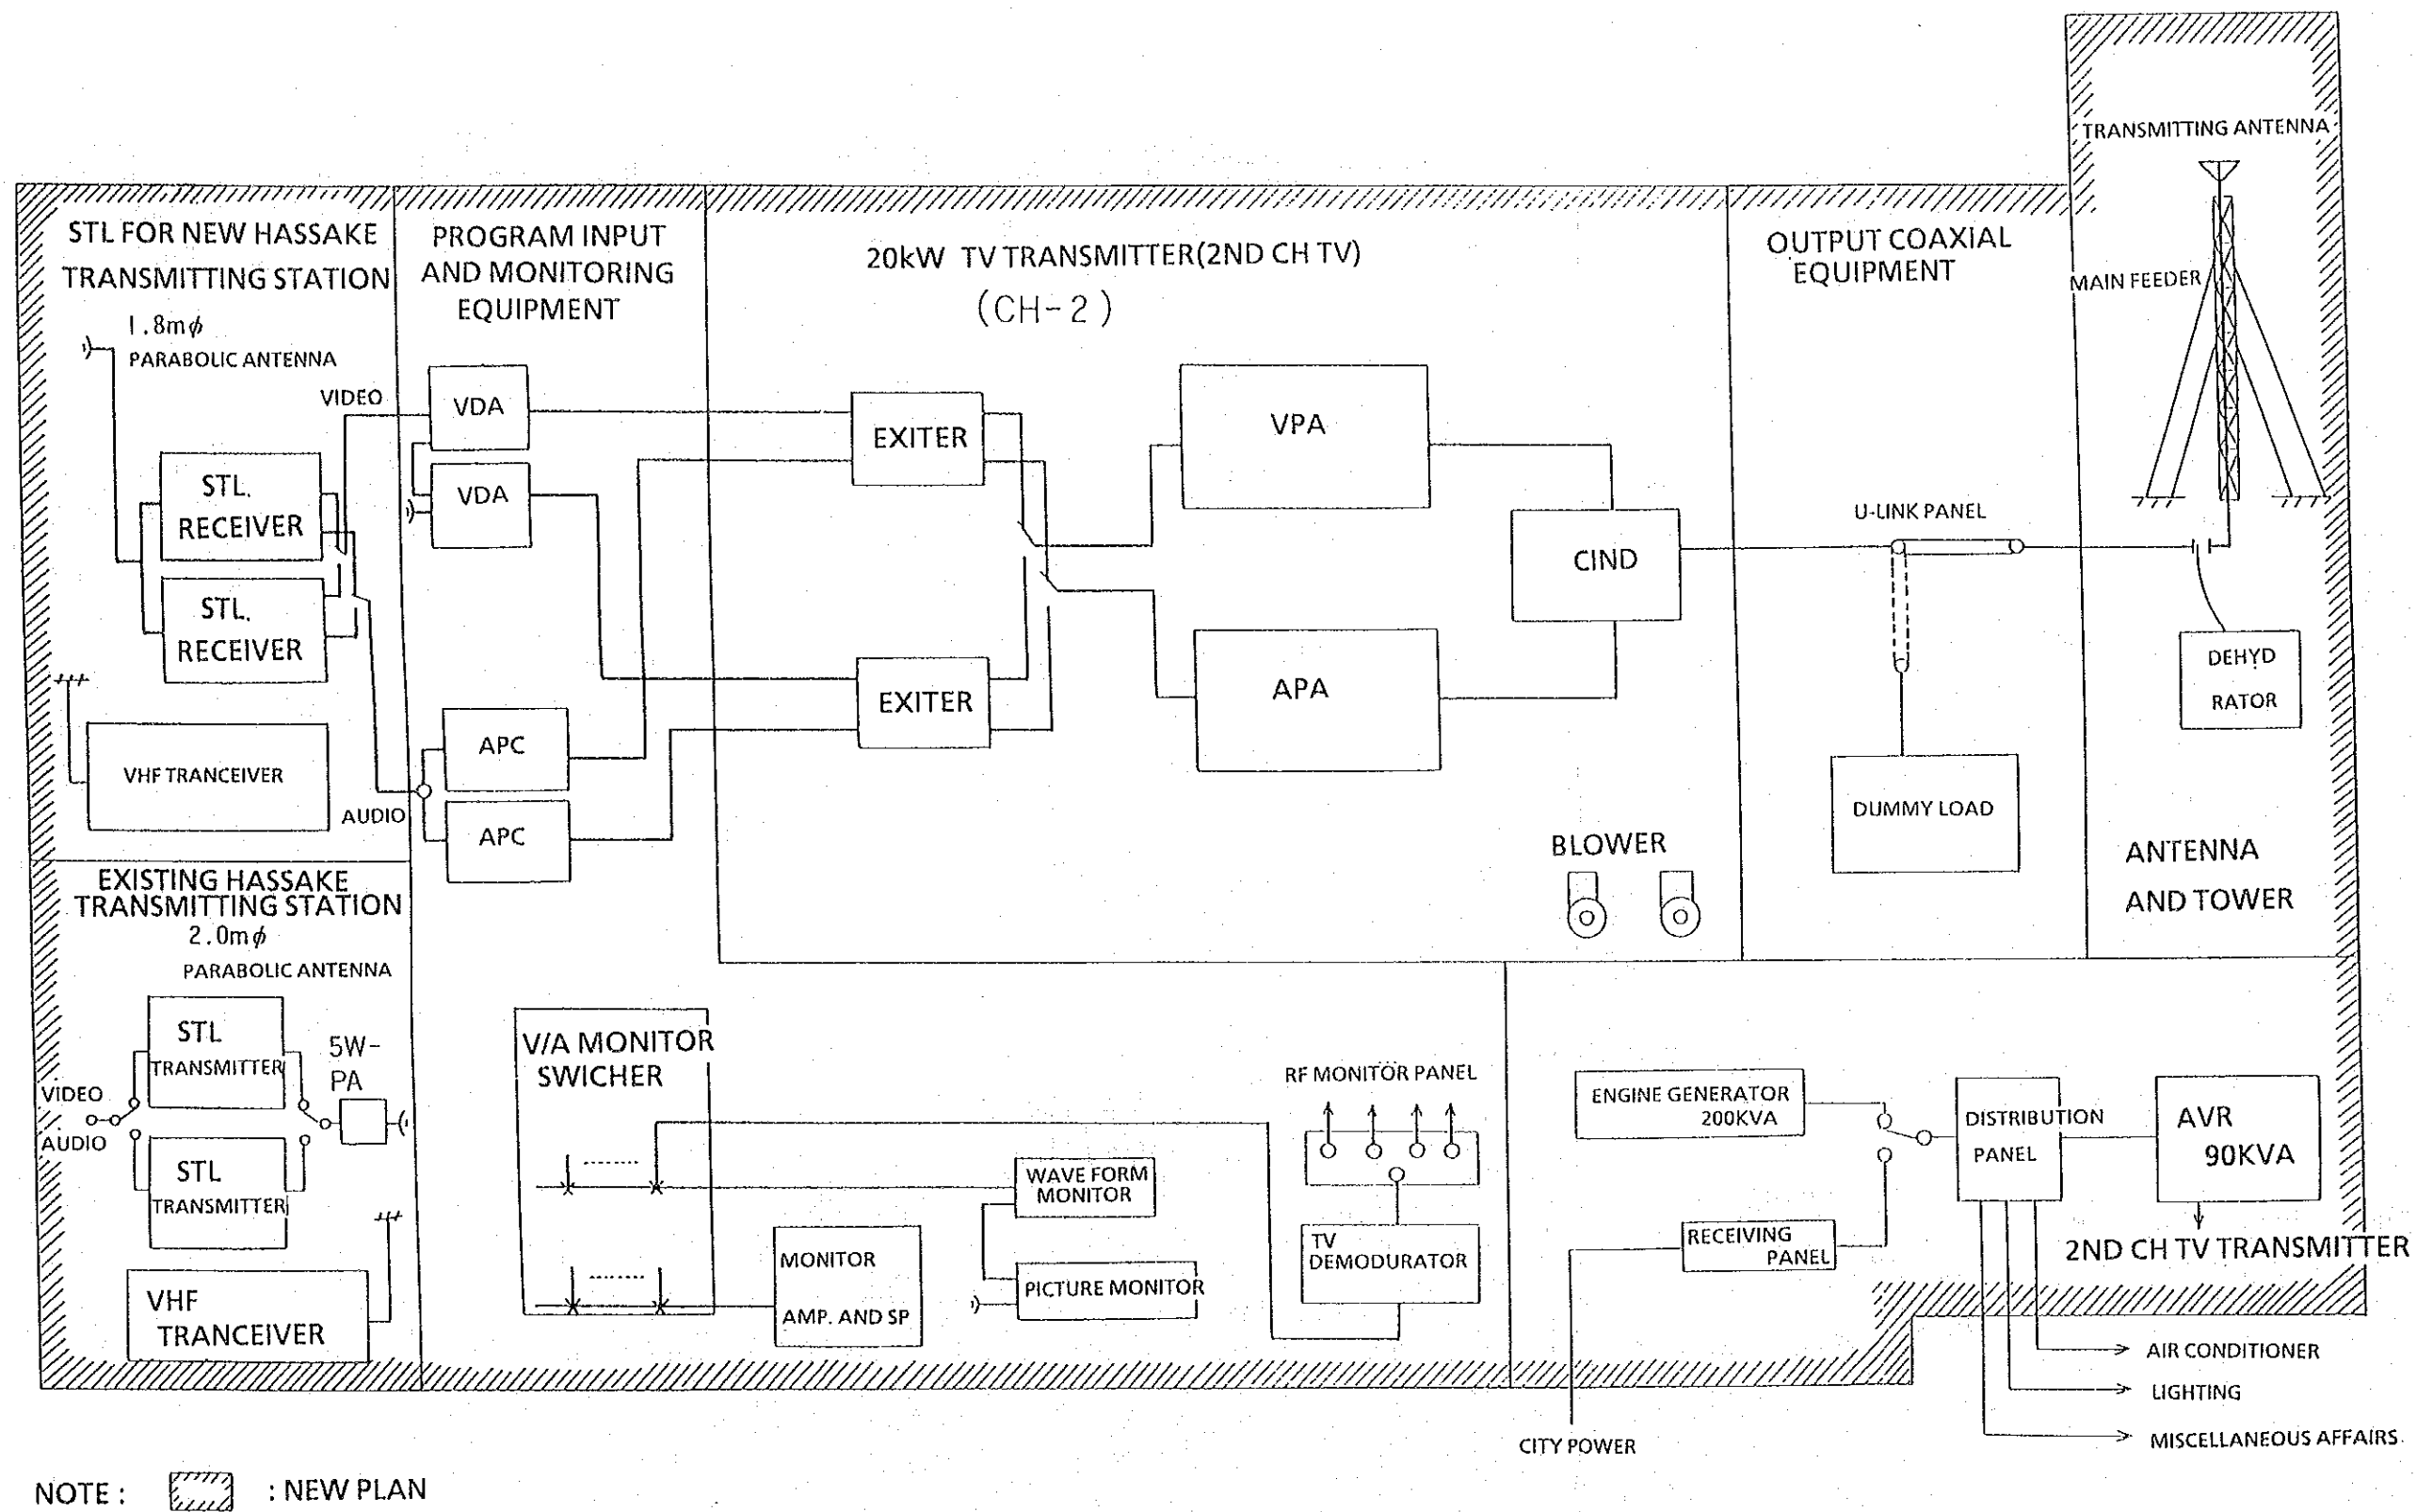 TRANSMITTING ANTENNA
MAIN FEEDER
STL FOR NEW HASSAKE
TRANSMITTING STATION
1.8mφ
PARABOLIC ANTENNA
VIDEO
STL.
RECEIVER
STL.
RECEIVER
VHF TRANCEIVER
AUDIO
PROGRAM INPUT
AND MONITORING
EQUIPMENT
VDA
VDA
APC
APC
20kW TV TRANSMITTER(2ND CH TV)
(CH-2)
EXITER
EXITER
VPA
APA
CIND
BLOWER
OUTPUT COAXIAL
EQUIPMENT
U-LINK PANEL
DUMMY LOAD
DEHYD
RATOR
ANTENNA
AND TOWER
EXISTING HASSAKE
TRANSMITTING STATION
2.0mφ
PARABOLIC ANTENNA
STL
TRANSMITTER
5W-
PA
VIDEO
AUDIO
STL
TRANSMITTER
VHF
TRANCEIVER
V/A MONITOR
SWICHER
MONITOR
AMP. AND SP
WAVE FORM
MONITOR
PICTURE MONITOR
RF MONITOR PANEL
TV
DEMODURATOR
ENGINE GENERATOR
200KVA
RECEIVING
PANEL
DISTRIBUTION
PANEL
AVR
90KVA
2ND CH TV TRANSMITTER
AIR CONDITIONER
LIGHTING
MISCELLANEOUS AFFAIRS.
CITY POWER
NOTE : : NEW PLAN